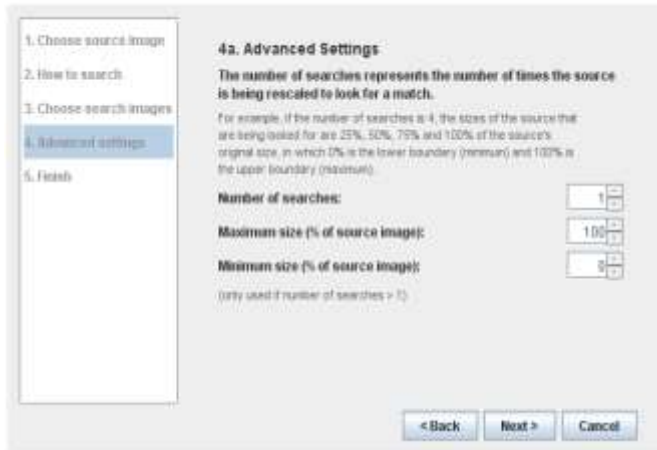 1. Choose source image
2. How to search
3. Choose search images
4. Advanced settings
5. Finish
4a. Advanced Settings
The number of searches represents the number of times the source
is being rescaled to look for a match.
For example, if the number of searches is 4, the sizes of the source that
are being looked for are 25%, 50%, 75% and 100% of the source's
original size, in which 0% is the lower boundary (minimum) and 100% is
the upper boundary (maximum).
Number of searches: 1
Maximum size (% of source image): 100
Minimum size (% of source image): 0
(only used if number of searches > 1)
< Back Next > Cancel